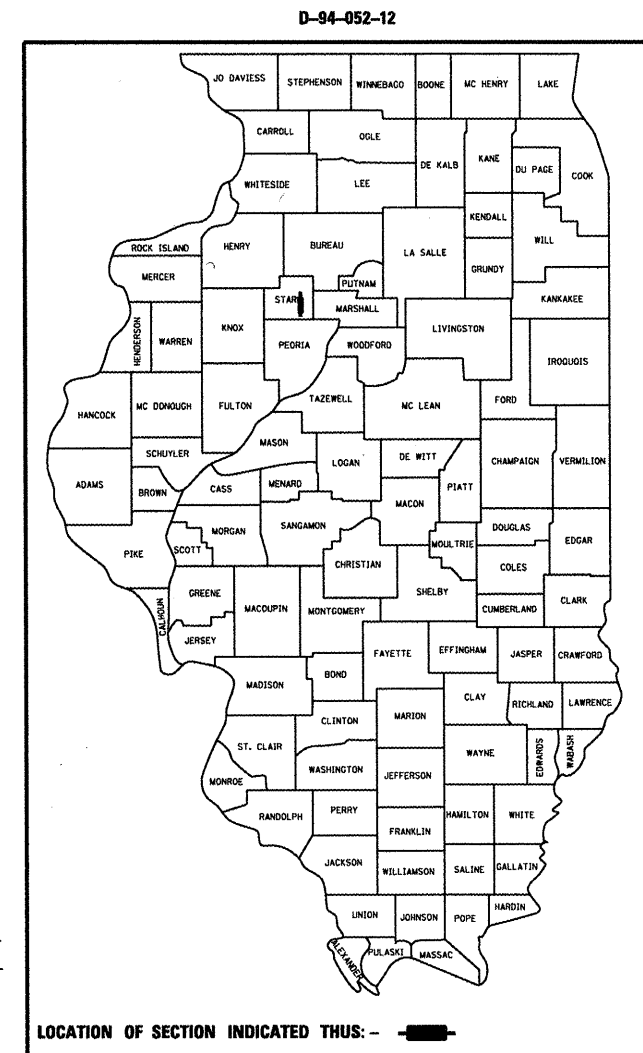 D-94-052-12
JO DAVIESS STEPHENSON WINNEBAGO BOONE MC HENRY LAKE
CARROLL OGLE
DE KALB KANE DU PAGE COOK
WHITESIDE LEE
KENDALL
ROCK ISLAND HENRY BUREAU LA SALLE WILL
MERCER GRUNDY
PUTNAM
STAR MARSHALL KANKAKEE
HENDERSON WARREN KNOX LIVINGSTON
PEORIA WOODFORD IROQUOIS
HANCOCK MC DONOUGH FULTON TAZEWELL MC LEAN FORD
MASON
SCHUYLER LOGAN DE WITT CHAMPAIGN VERMILION
ADAMS BROWN CASS MENARD PIATT
MACON
PIKE SCOTT MORGAN SANGAMON DOUGLAS EDGAR
MOULTRIE
CHRISTIAN COLES
CALHOUN GREENE MACOUPIN MONTGOMERY SHELBY CLARK
CUMBERLAND
JERSEY
FAYETTE EFFINGHAM JASPER CRAWFORD
MADISON BOND
CLAY RICHLAND LAWRENCE
CLINTON MARION
ST. CLAIR WAYNE EDWARDS WABASH
WASHINGTON JEFFERSON
MONROE
RANDOLPH PERRY HAMILTON WHITE
FRANKLIN
JACKSON WILLIAMSON SALINE GALLATIN
UNION JOHNSON POPE HARDIN
ALEXANDER PULASKI MASSAC
LOCATION OF SECTION INDICATED THUS: -